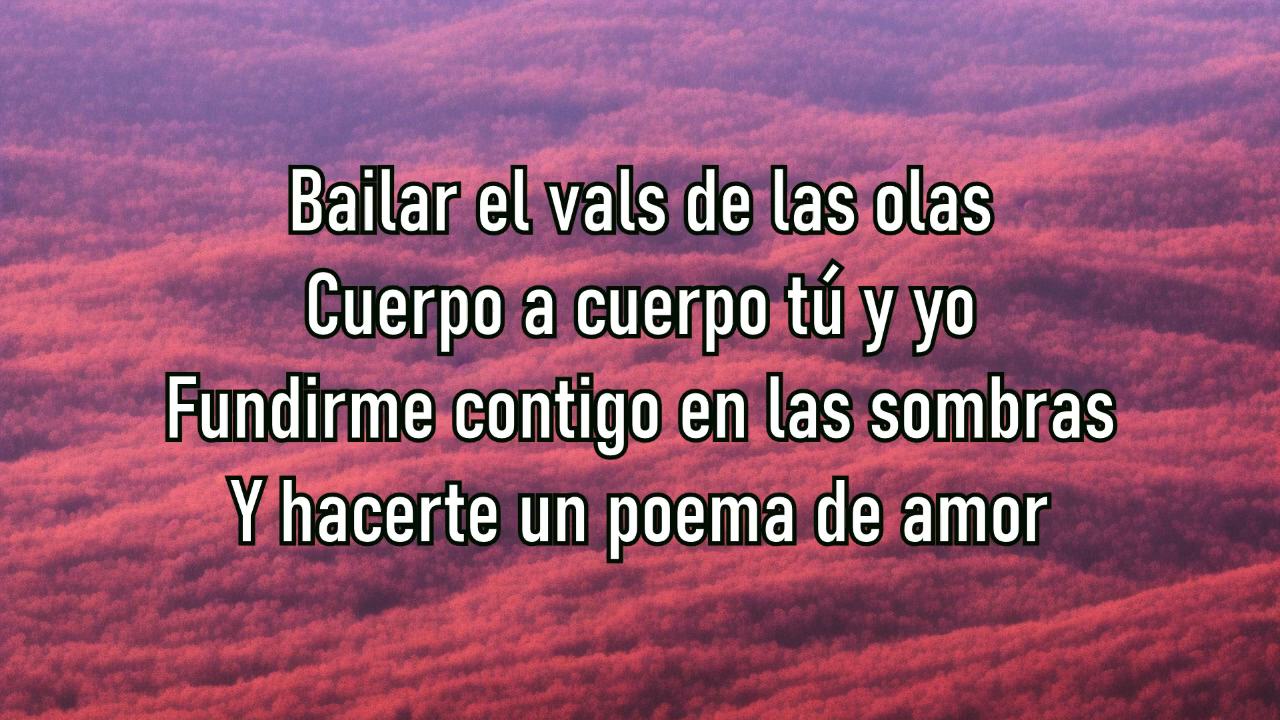 Bailar el vals de las olas
Cuerpo a cuerpo tú y yo
Fundirme contigo en las sombras
Y hacerte un poema de amor